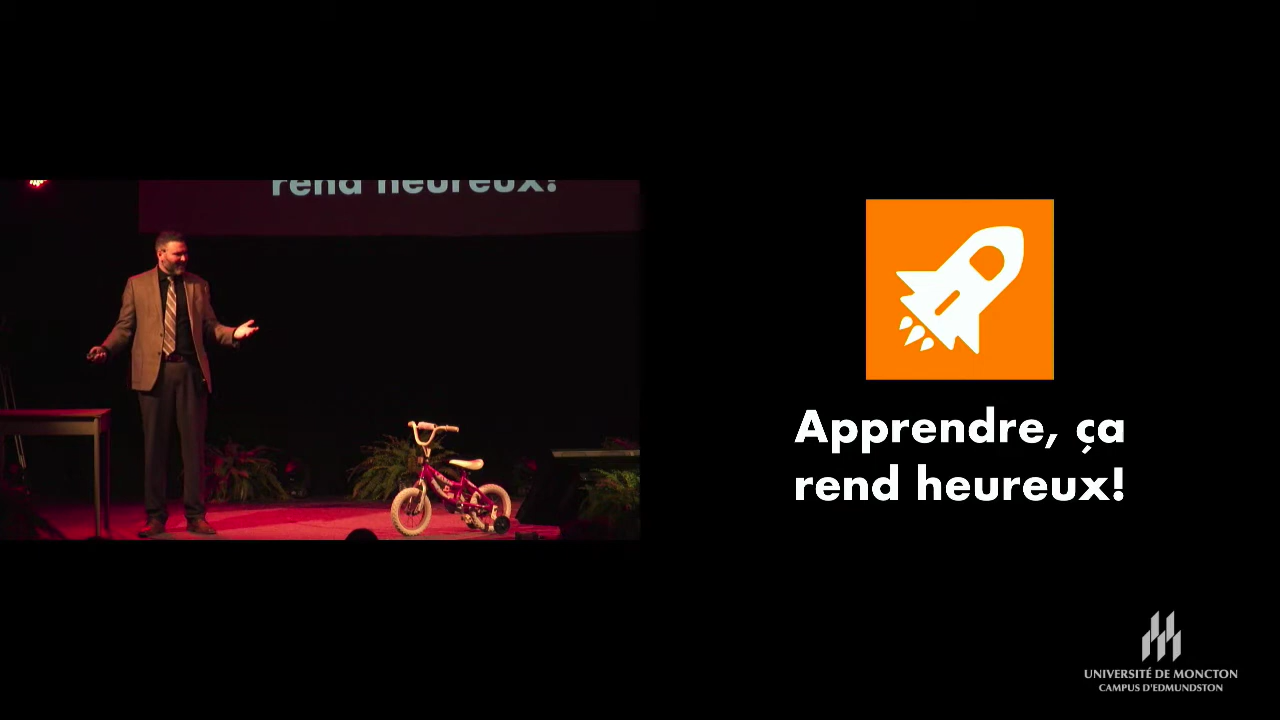 rend heureux!
Apprendre, ça
rend heureux!
UNIVERSITÉ DE MONCTON
CAMPUS D'EDMUNDSTON